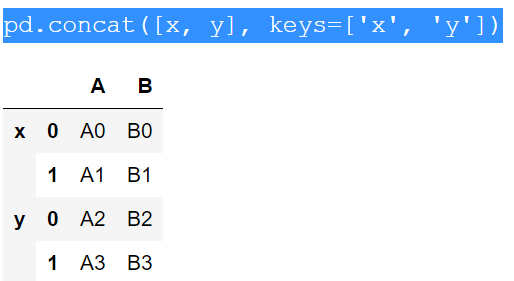 pd.concat([x, y], keys=['x', 'y'])
A B
x 0 A0 B0
1 A1 B1
y 0 A2 B2
1 A3 B3